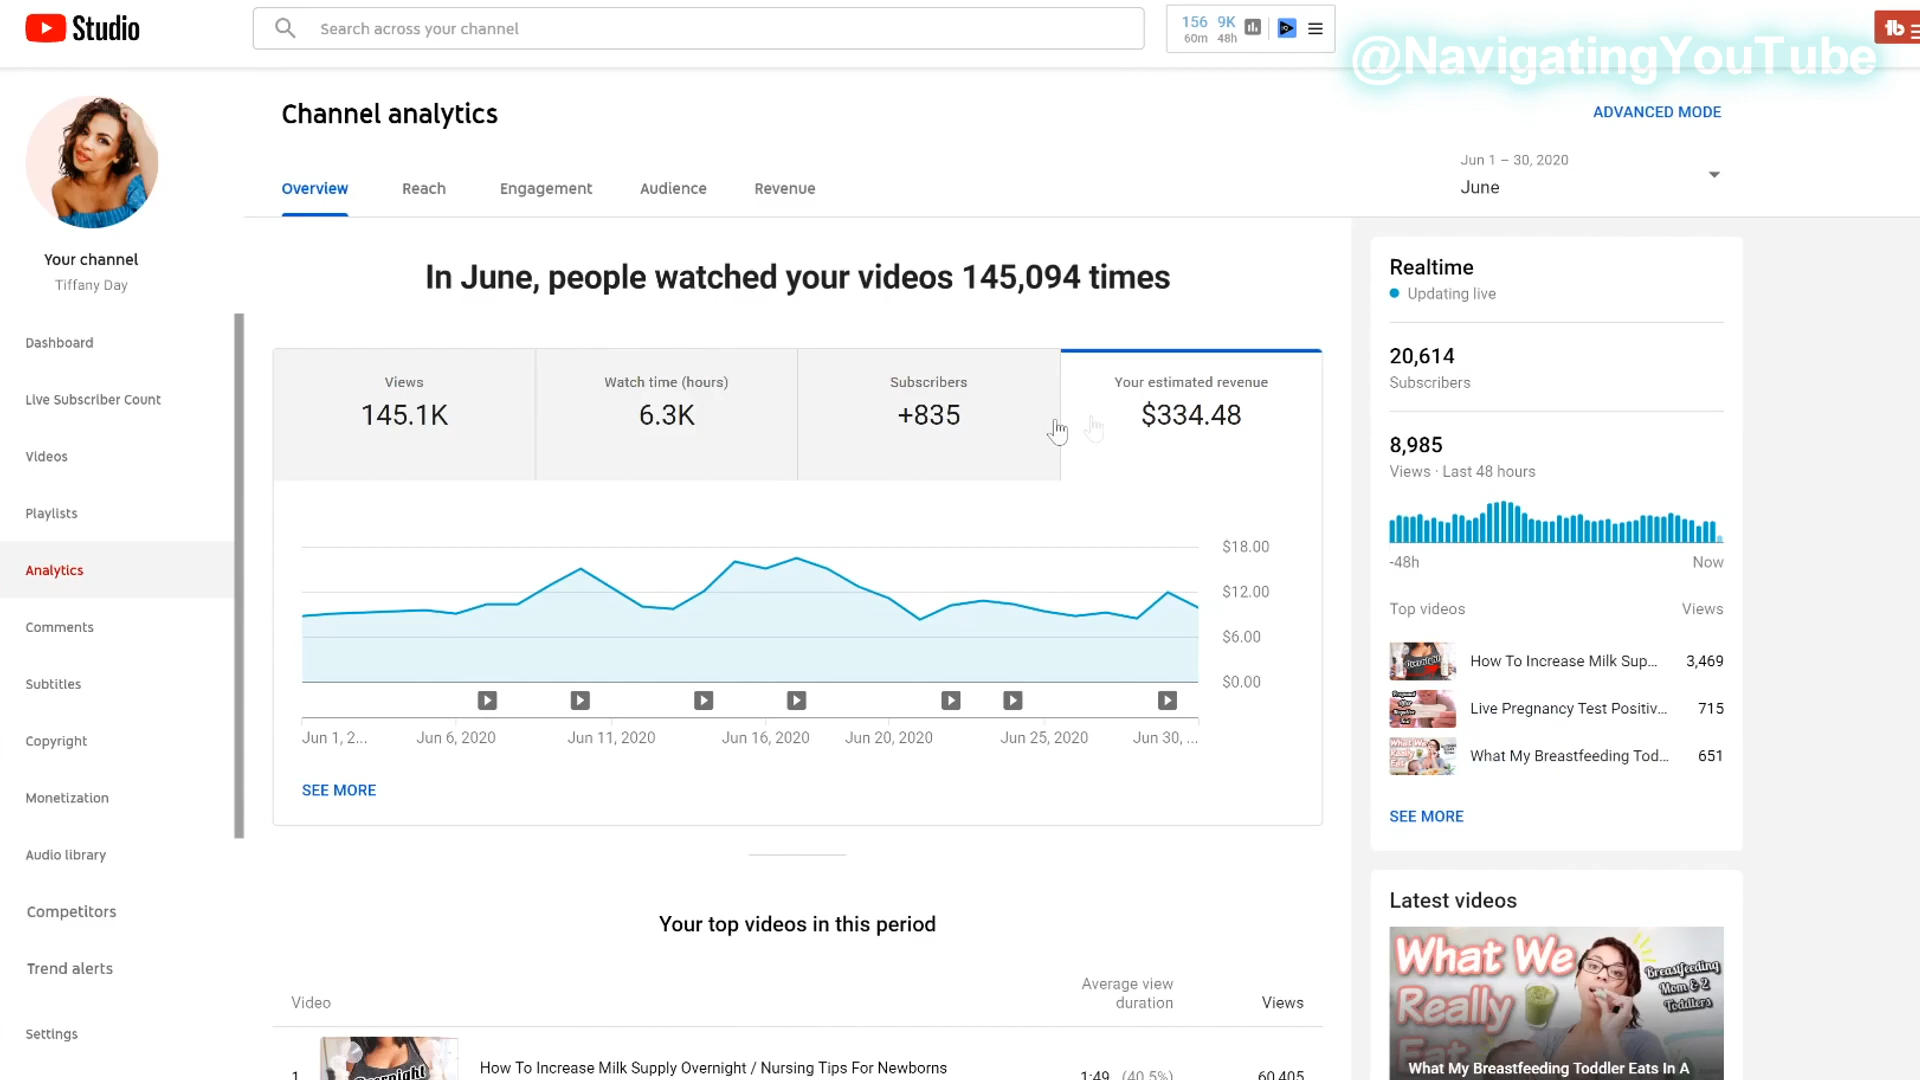 Studio
Search across your channel
156 9K
60m 48h
@NavigatingYouTube
tb
Channel analytics
ADVANCED MODE
Jun 1 – 30, 2020
June
Overview
Reach
Engagement
Audience
Revenue
Your channel
Tiffany Day
Dashboard
Live Subscriber Count
Videos
Playlists
Analytics
Comments
Subtitles
Copyright
Monetization
Audio library
Competitors
Trend alerts
Settings
In June, people watched your videos 145,094 times
Views
145.1K
Watch time (hours)
6.3K
Subscribers
+835
Your estimated revenue
$334.48
$18.00
$12.00
$6.00
$0.00
Jun 1, 2...
Jun 6, 2020
Jun 11, 2020
Jun 16, 2020
Jun 20, 2020
Jun 25, 2020
Jun 30, ...
SEE MORE
Your top videos in this period
Video
Average view
duration
Views
1
How To Increase Milk Supply Overnight / Nursing Tips For Newborns
1:49 (40.5%)
60,405
Overnight
Realtime
Updating live
20,614
Subscribers
8,985
Views · Last 48 hours
-48h
Now
Top videos
Views
How To Increase Milk Sup...
3,469
Live Pregnancy Test Positiv...
715
What My Breastfeeding Tod...
651
SEE MORE
Latest videos
What We
Really
Eat
Breastfeeding
Mom & 2
Toddlers
What My Breastfeeding Toddler Eats In A